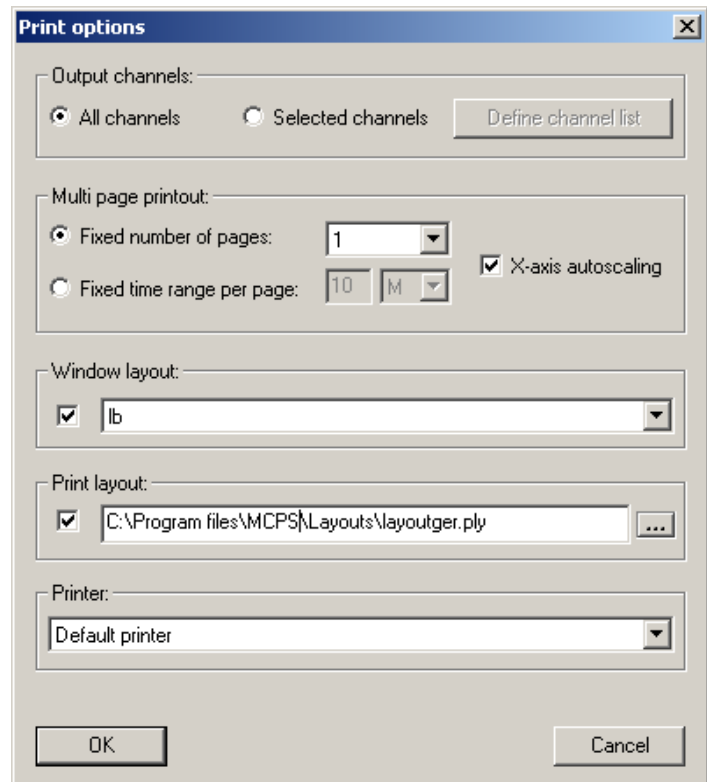 Print options
Output channels:
All channels
Selected channels
Define channel list
Multi page printout:
Fixed number of pages:
1
X-axis autoscaling
Fixed time range per page:
10
M
Window layout:
lb
Print layout:
C:\Program files\MCPS\Layouts\layoutger.ply
...
Printer:
Default printer
OK
Cancel